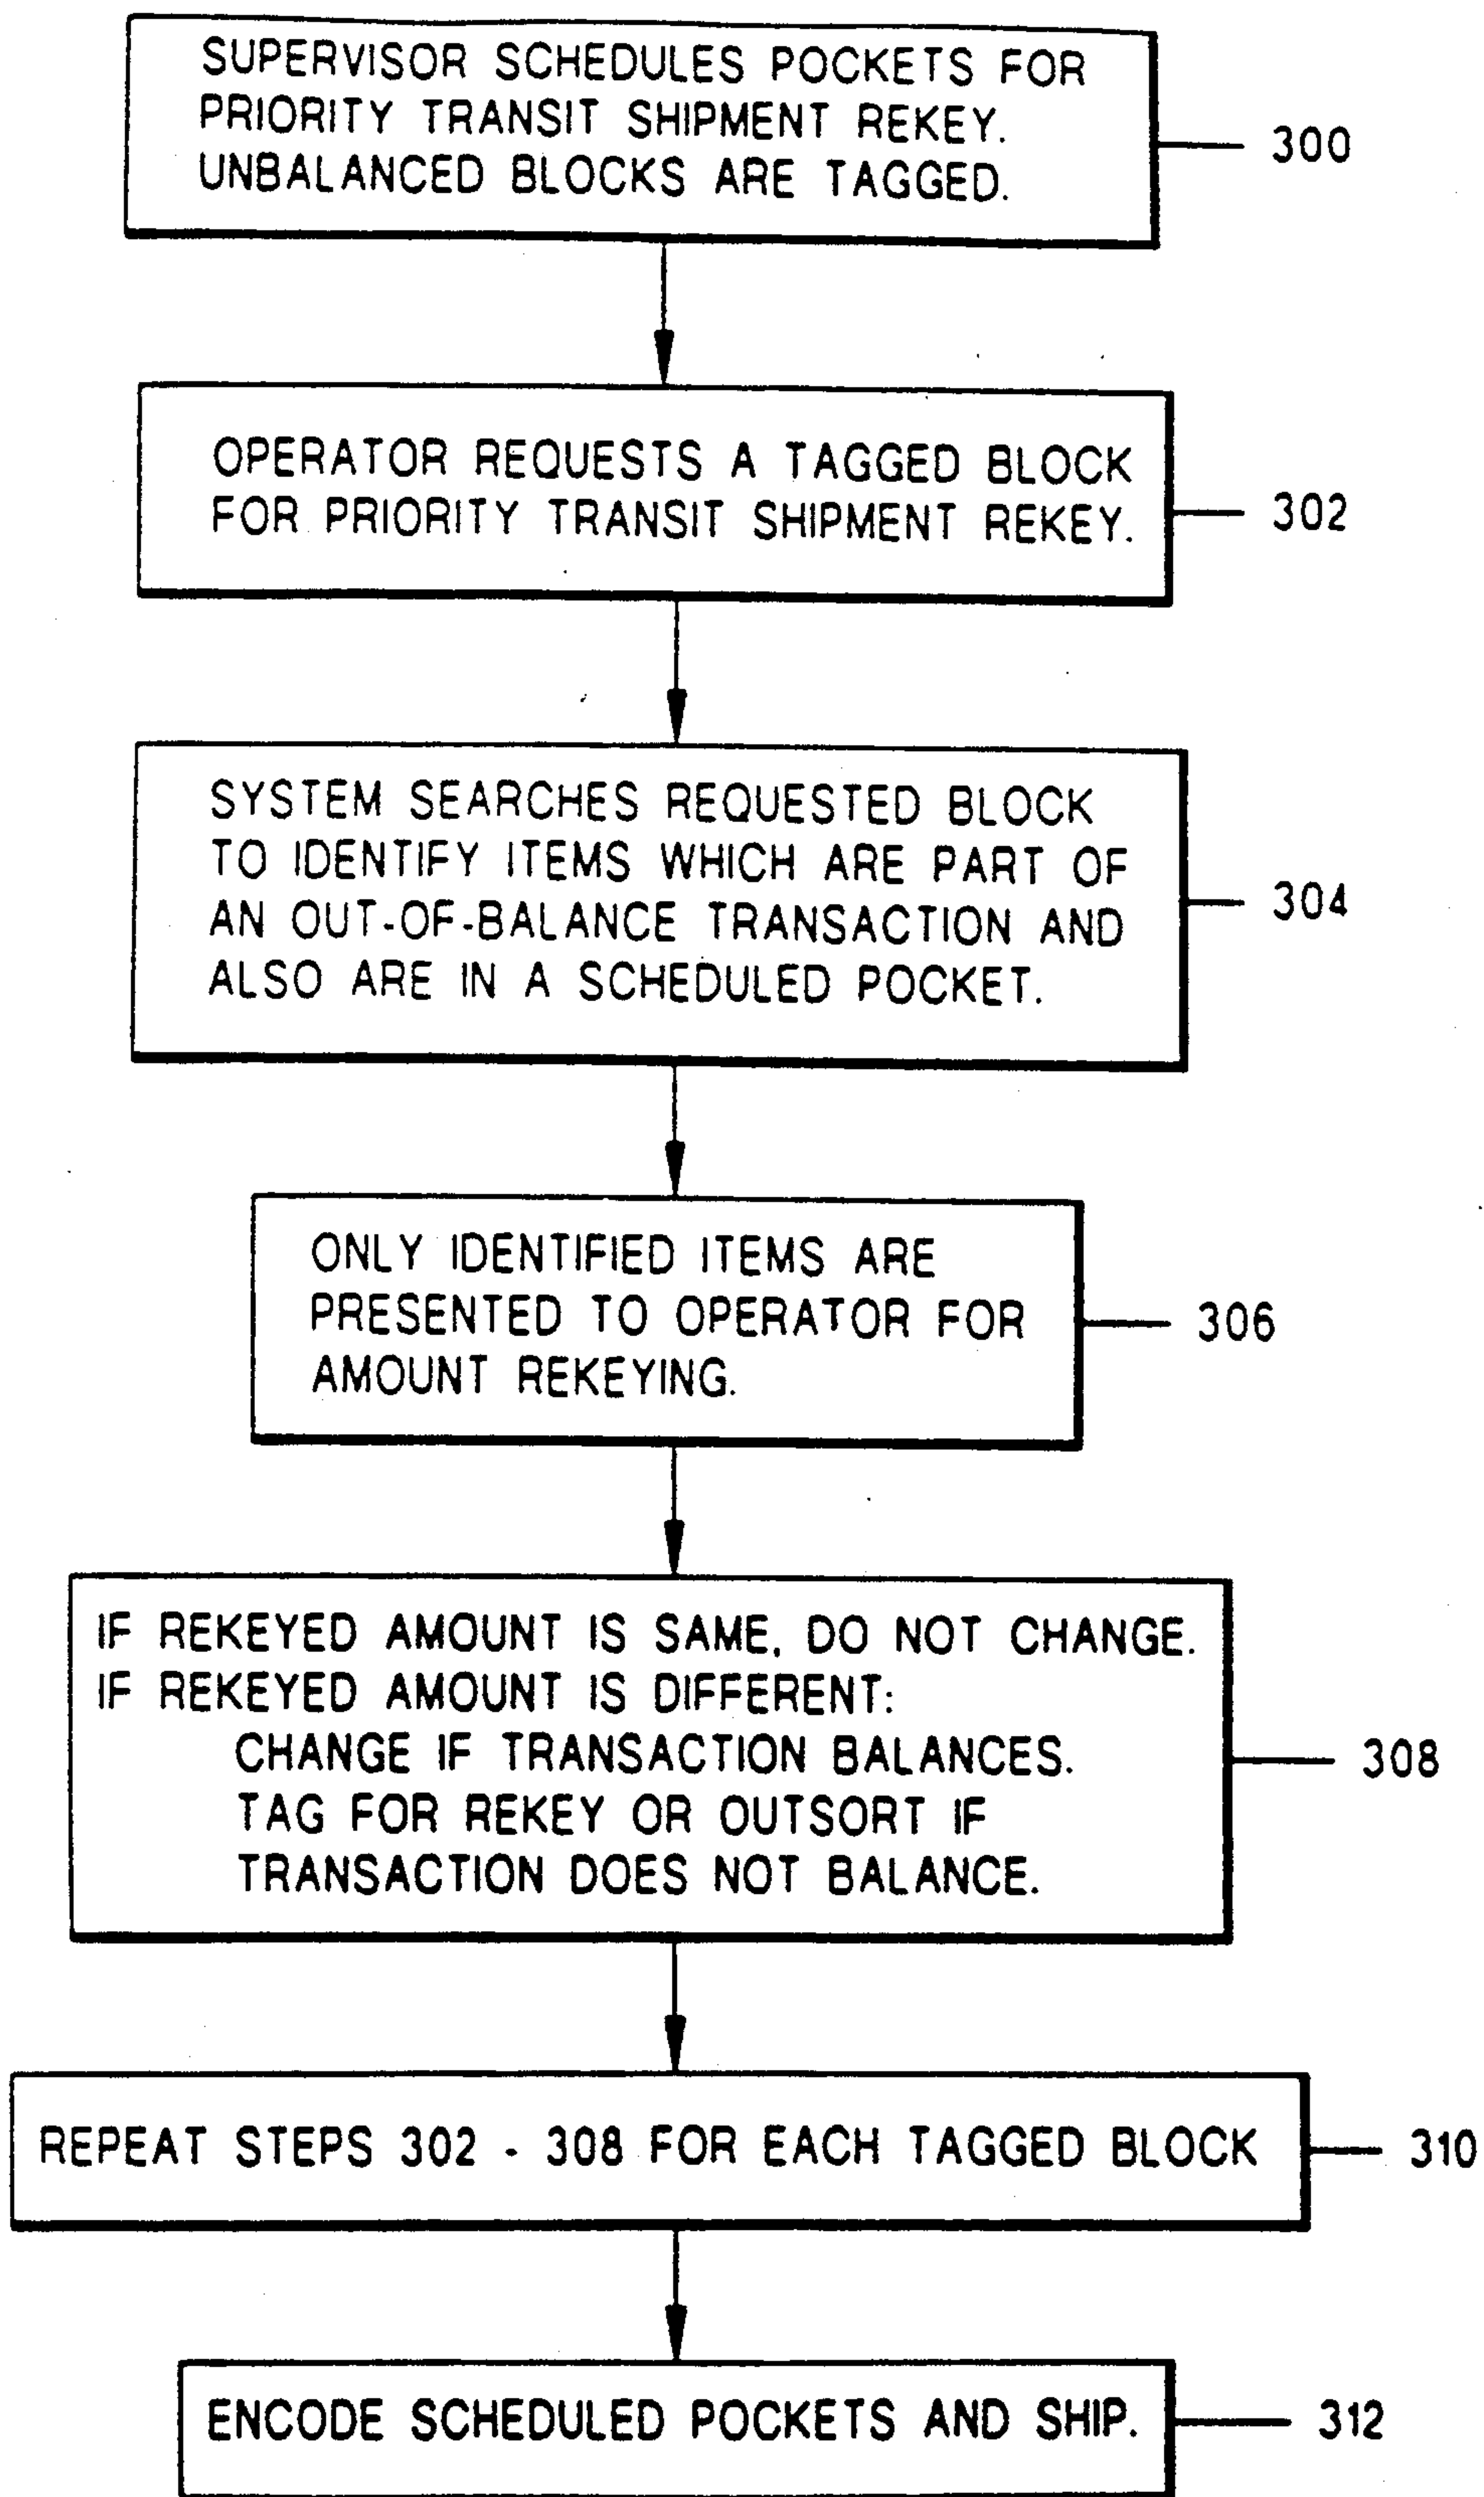 SUPERVISOR SCHEDULES POCKETS FOR
PRIORITY TRANSIT SHIPMENT REKEY.
UNBALANCED BLOCKS ARE TAGGED.
300
OPERATOR REQUESTS A TAGGED BLOCK
FOR PRIORITY TRANSIT SHIPMENT REKEY.
302
SYSTEM SEARCHES REQUESTED BLOCK
TO IDENTIFY ITEMS WHICH ARE PART OF
AN OUT-OF-BALANCE TRANSACTION AND
ALSO ARE IN A SCHEDULED POCKET.
304
ONLY IDENTIFIED ITEMS ARE
PRESENTED TO OPERATOR FOR
AMOUNT REKEYING.
306
IF REKEYED AMOUNT IS SAME, DO NOT CHANGE.
IF REKEYED AMOUNT IS DIFFERENT:
CHANGE IF TRANSACTION BALANCES.
TAG FOR REKEY OR OUTSORT IF
TRANSACTION DOES NOT BALANCE.
308
REPEAT STEPS 302 - 308 FOR EACH TAGGED BLOCK
310
ENCODE SCHEDULED POCKETS AND SHIP.
312